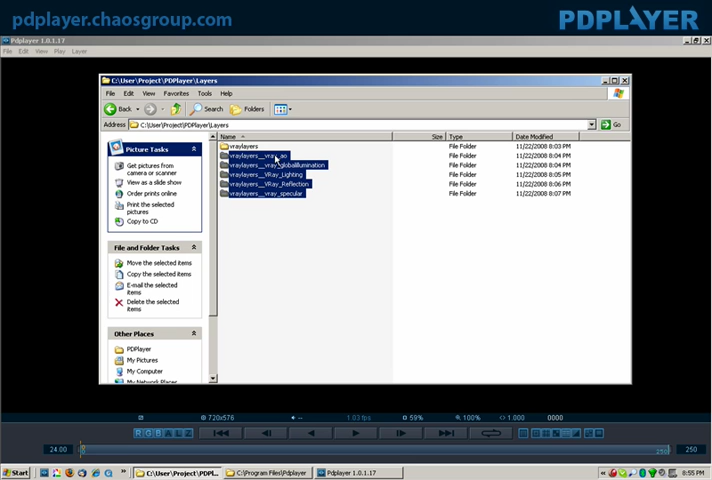 pdplayer.chaosgroup.com
PDPLAYER
Pdplayer 1.0.1.17
File Edit View Play Layer
C:\User\Project\PDPlayer\Layers
File Edit View Favorites Tools Help
Back Search Folders
Address C:\User\Project\PDPlayer\Layers Go
Name Size Type Date Modified
Picture Tasks
Get pictures from
camera or scanner
View as a slide show
Order prints online
Print the selected
pictures
Copy to CD
File and Folder Tasks
Move the selected items
Copy the selected items
E-mail the selected
items
Delete the selected
items
Other Places
PDPlayer
My Pictures
My Computer
My Network Places
vraylayers File Folder 11/22/2008 8:03 PM
File Folder 11/22/2008 8:04 PM
vraylayers__vray_globalillumination File Folder 11/22/2008 8:04 PM
vraylayers__VRay_Lighting File Folder 11/22/2008 8:05 PM
vraylayers__VRay_Reflection File Folder 11/22/2008 8:06 PM
vraylayers__vray_specular File Folder 11/22/2008 8:07 PM
720x576 -- 1.03 fps 59% 100% 1.000 0000
R G B A L Z
24.00 0 250 250
Start C:\User\Project\PDPl... C:\Program Files\Pdplayer Pdplayer 1.0.1.17 8:55 PM